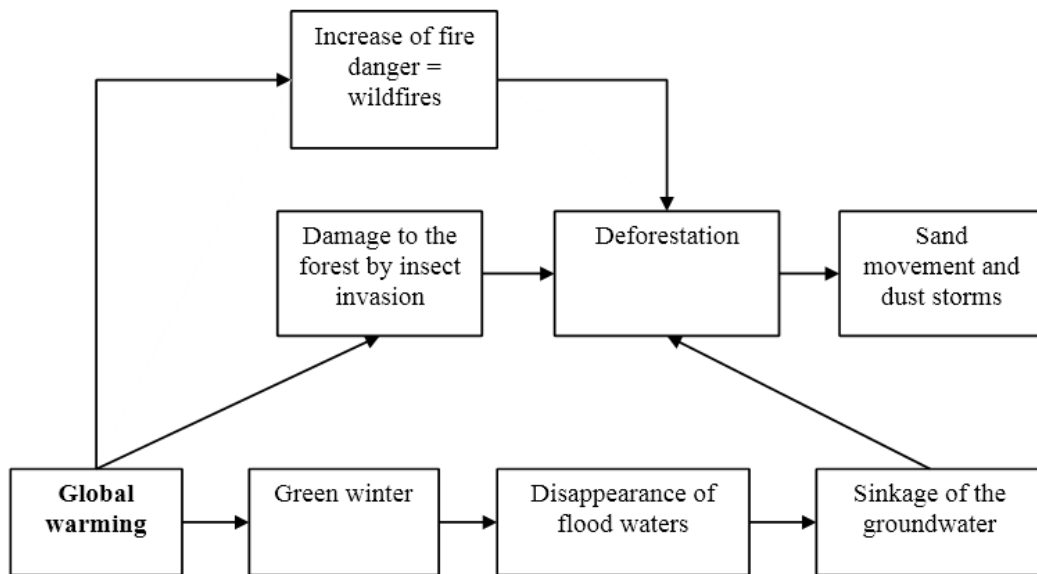 Increase of fire
danger =
wildfires
Damage to the
forest by insect
invasion
Deforestation
Sand
movement and
dust storms
Global
warming
Green winter
Disappearance of
flood waters
Sinkage of the
groundwater